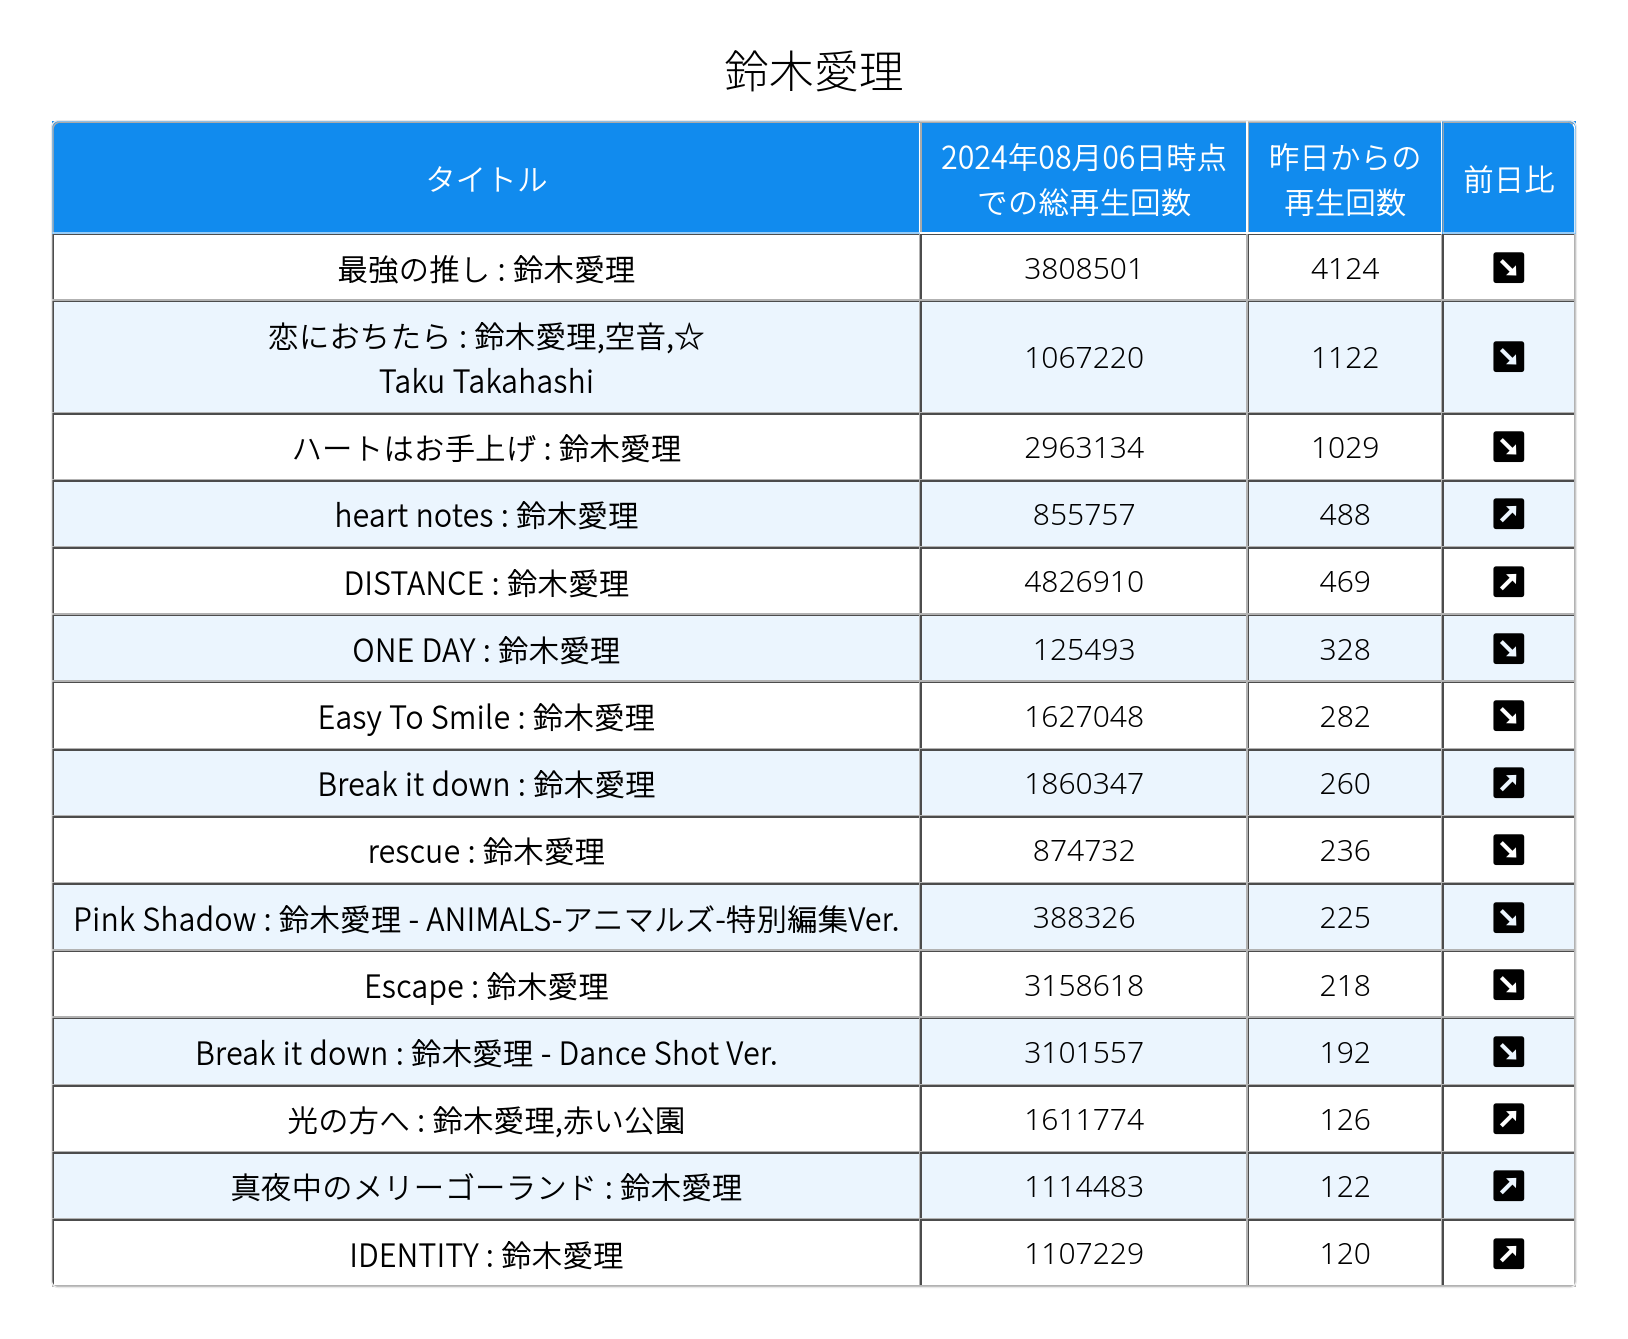 鈴木愛理
タイトル
2024年08月06日時点
での総再生回数
昨日からの
再生回数
前日比
最強の推し : 鈴木愛理 3808501 4124 ↘
恋におちたら : 鈴木愛理,空音,☆
Taku Takahashi 1067220 1122 ↘
ハートはお手上げ : 鈴木愛理 2963134 1029 ↘
heart notes : 鈴木愛理 855757 488 ↗
DISTANCE : 鈴木愛理 4826910 469 ↗
ONE DAY : 鈴木愛理 125493 328 ↘
Easy To Smile : 鈴木愛理 1627048 282 ↘
Break it down : 鈴木愛理 1860347 260 ↗
rescue : 鈴木愛理 874732 236 ↘
Pink Shadow : 鈴木愛理 - ANIMALS-アニマルズ-特別編集Ver. 388326 225 ↘
Escape : 鈴木愛理 3158618 218 ↘
Break it down : 鈴木愛理 - Dance Shot Ver. 3101557 192 ↘
光の方へ : 鈴木愛理,赤い公園 1611774 126 ↗
真夜中のメリーゴーランド : 鈴木愛理 1114483 122 ↗
IDENTITY : 鈴木愛理 1107229 120 ↗